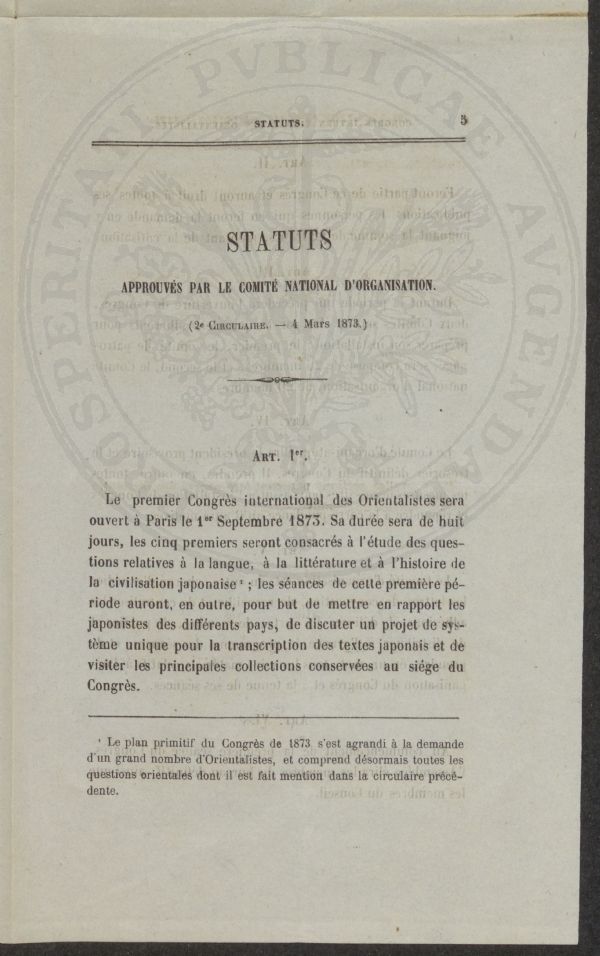 STATUTS. 5
STATUTS
APPROUVÉS PAR LE COMITÉ NATIONAL D'ORGANISATION.
(2e CIRCULAIRE. — 4 Mars 1873.)
ART. 1er.
Le premier Congrès international des Orientalistes sera
ouvert à Paris le 1er Septembre 1873. Sa durée sera de huit
jours, les cinq premiers seront consacrés à l'étude des ques-
tions relatives à la langue, à la littérature et à l'histoire de
la civilisation japonaise ¹ ; les séances de cette première pé-
riode auront, en outre, pour but de mettre en rapport les
japonistes des différents pays, de discuter un projet de sys-
tème unique pour la transcription des textes japonais et de
visiter les principales collections conservées au siége du
Congrès.
¹ Le plan primitif du Congrès de 1873 s'est agrandi à la demande
d'un grand nombre d'Orientalistes, et comprend désormais toutes les
questions orientales dont il est fait mention dans la circulaire précé-
dente.
PROSPERITATI PVBLICAE AVGENDAE